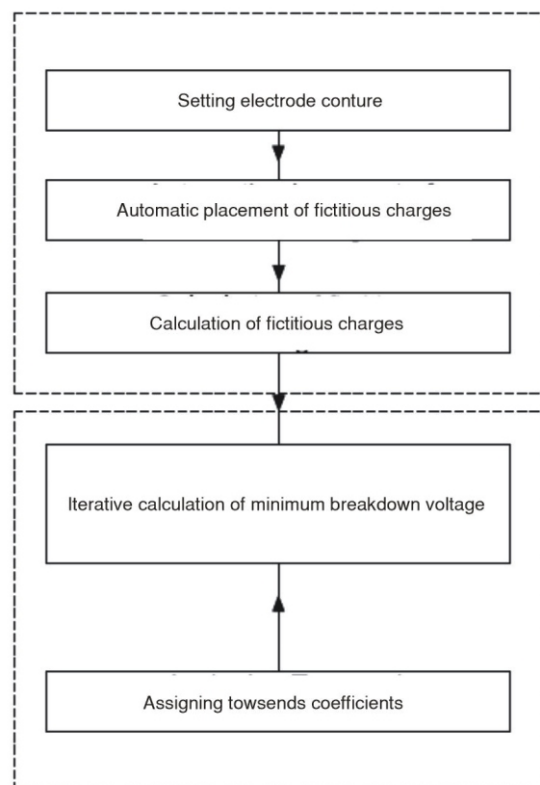 Setting electrode conture
Automatic placement of fictitious charges
Calculation of fictitious charges
Iterative calculation of minimum breakdown voltage
Assigning towsends coefficients